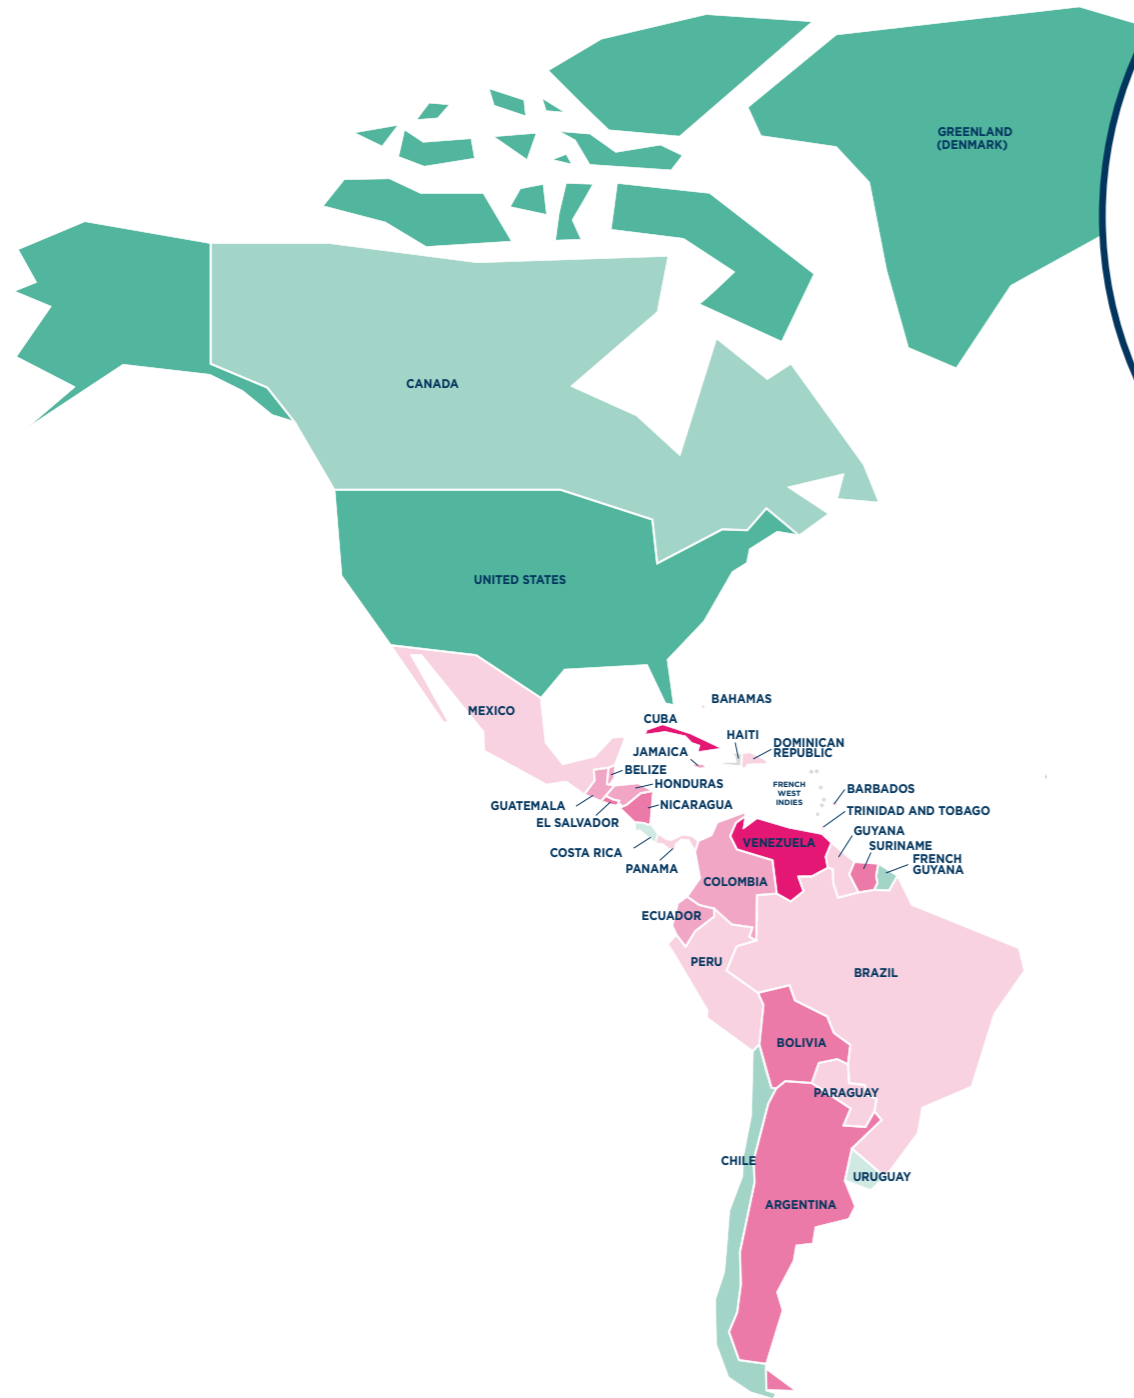 GREENLAND
(DENMARK)
CANADA
UNITED STATES
BAHAMAS
MEXICO
CUBA
HAITI
DOMINICAN
REPUBLIC
JAMAICA
BELIZE
HONDURAS
FRENCH
WEST
INDIES
BARBADOS
GUATEMALA
NICARAGUA
TRINIDAD AND TOBAGO
EL SALVADOR
GUYANA
COSTA RICA
VENEZUELA
SURINAME
PANAMA
FRENCH
GUYANA
COLOMBIA
ECUADOR
PERU
BRAZIL
BOLIVIA
PARAGUAY
CHILE
URUGUAY
ARGENTINA